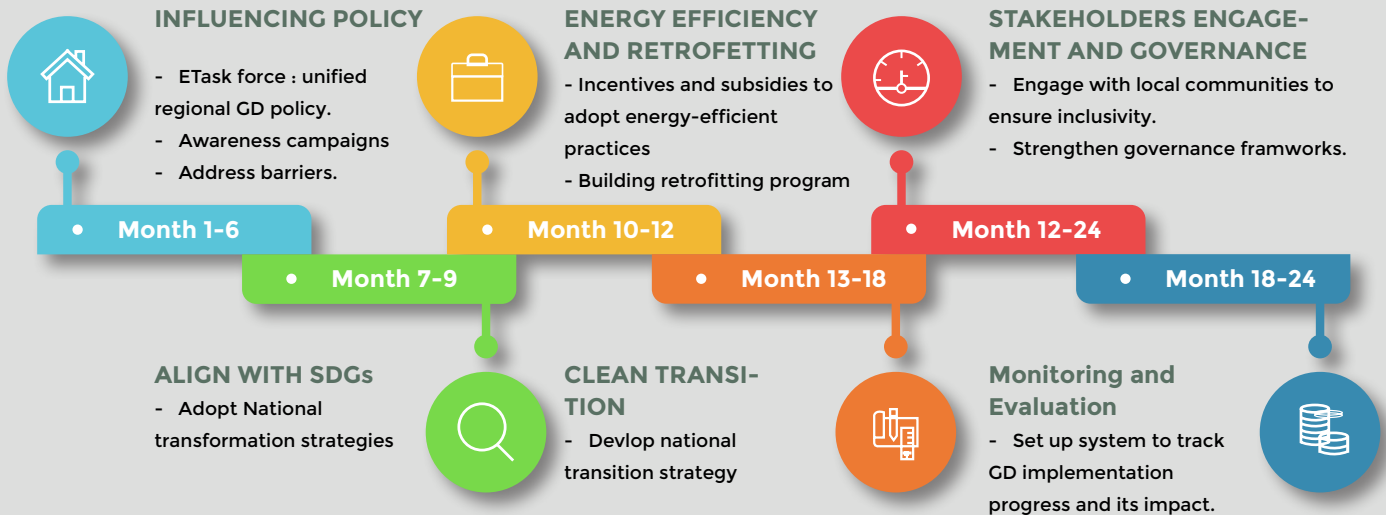 INFLUENCING POLICY
- ETask force : unified
regional GD policy.
- Awareness campaigns
- Address barriers.
ENERGY EFFICIENCY
AND RETROFETTING
- Incentives and subsidies to
adopt energy-efficient
practices
- Building retrofitting program
STAKEHOLDERS ENGAGE-
MENT AND GOVERNANCE
- Engage with local communities to
ensure inclusivity.
- Strengthen governance framworks.
Month 1-6
Month 10-12
Month 12-24
Month 7-9
Month 13-18
Month 18-24
ALIGN WITH SDGs
- Adopt National
transformation strategies
CLEAN TRANSI-
TION
- Devlop national
transition strategy
Monitoring and
Evaluation
- Set up system to track
GD implementation
progress and its impact.